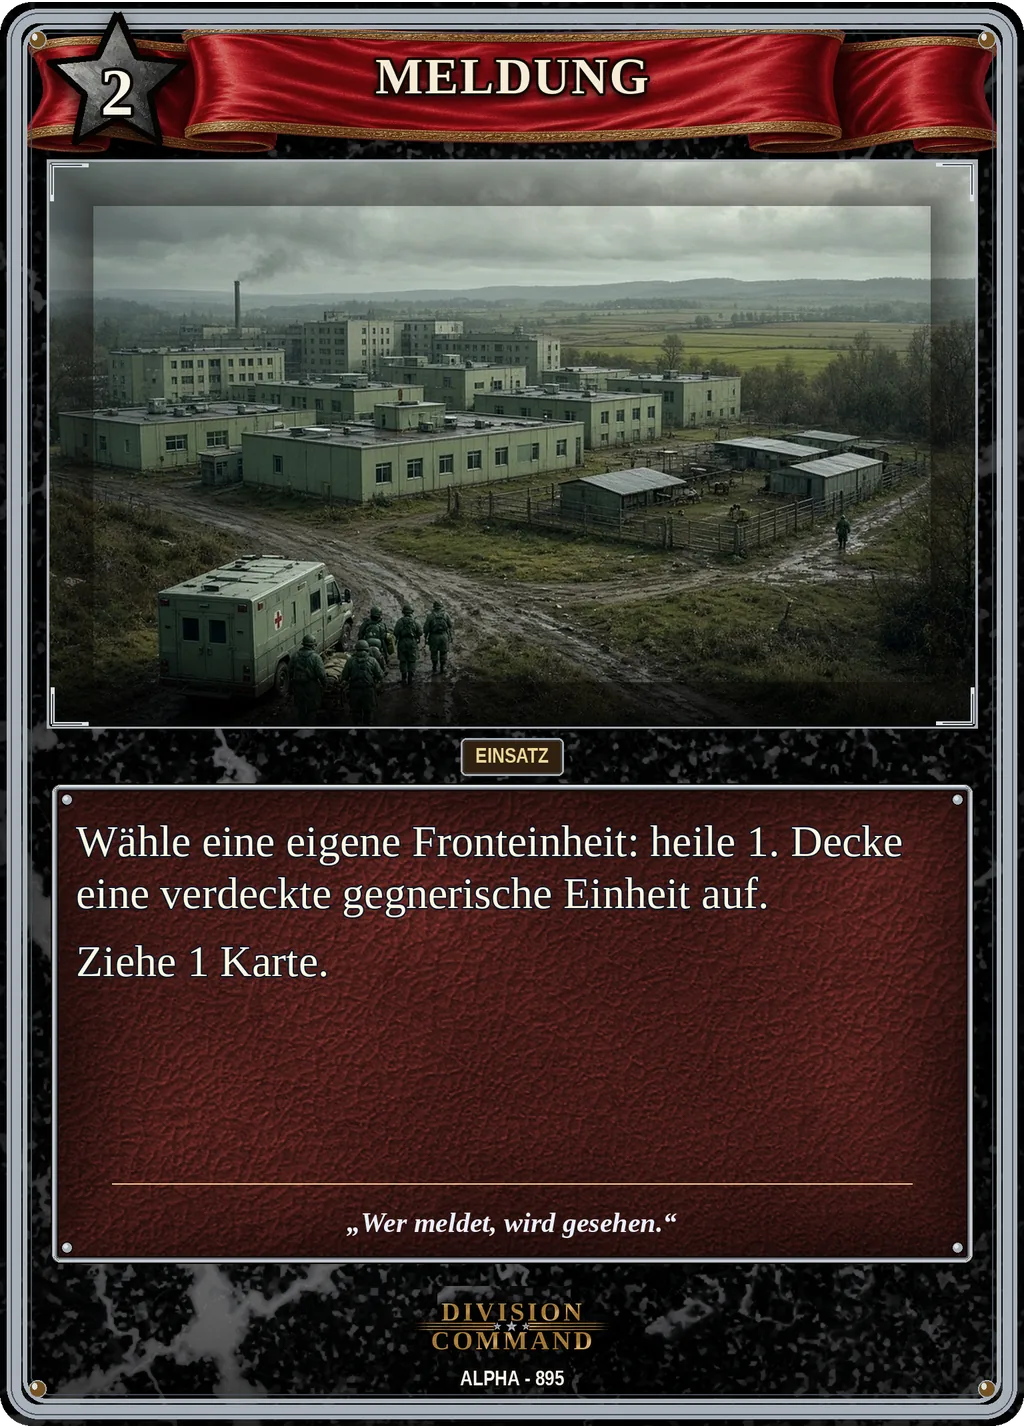 2
MELDUNG
EINSATZ
Wähle eine eigene Fronteinheit: heile 1. Decke
eine verdeckte gegnerische Einheit auf.
Ziehe 1 Karte.
„Wer meldet, wird gesehen.“
DIVISION
COMMAND
ALPHA - 895